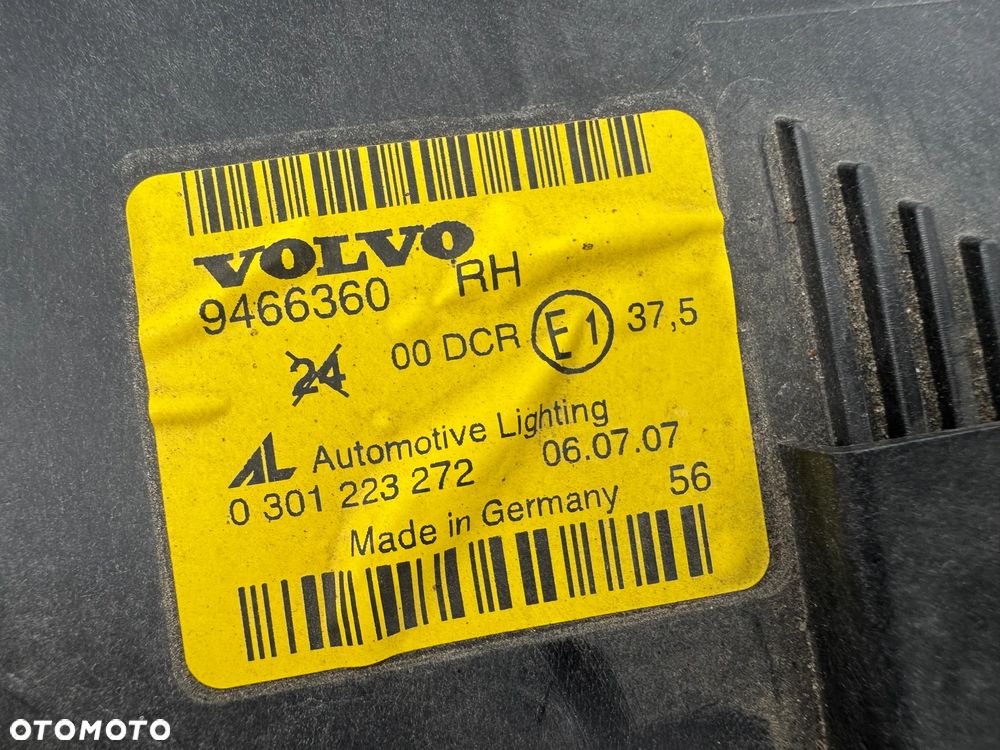 VOLVO
9466360 RH
24 00 DCR E1 37,5
AL Automotive Lighting
0 301 223 272 06.07.07
Made in Germany 56
OTOMOTO